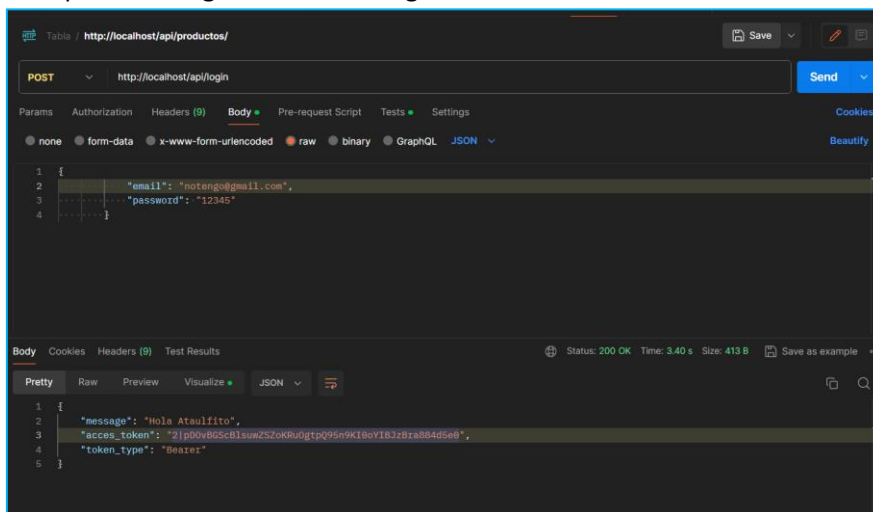 Tabla / http://localhost/api/productos/
Save
POST http://localhost/api/login Send
Params Authorization Headers (9) Body Pre-request Script Tests Settings Cookies
none form-data x-www-form-urlencoded raw binary GraphQL JSON Beautify
1 {
2 "email": "notengo@gmail.com",
3 "password": "12345"
4 }
Body Cookies Headers (9) Test Results Status: 200 OK Time: 3.40 s Size: 413 B Save as example
Pretty Raw Preview Visualize JSON
1 {
2 "message": "Hola Ataulfito",
3 "acces_token":
4 "token_type": "Bearer"
5 }